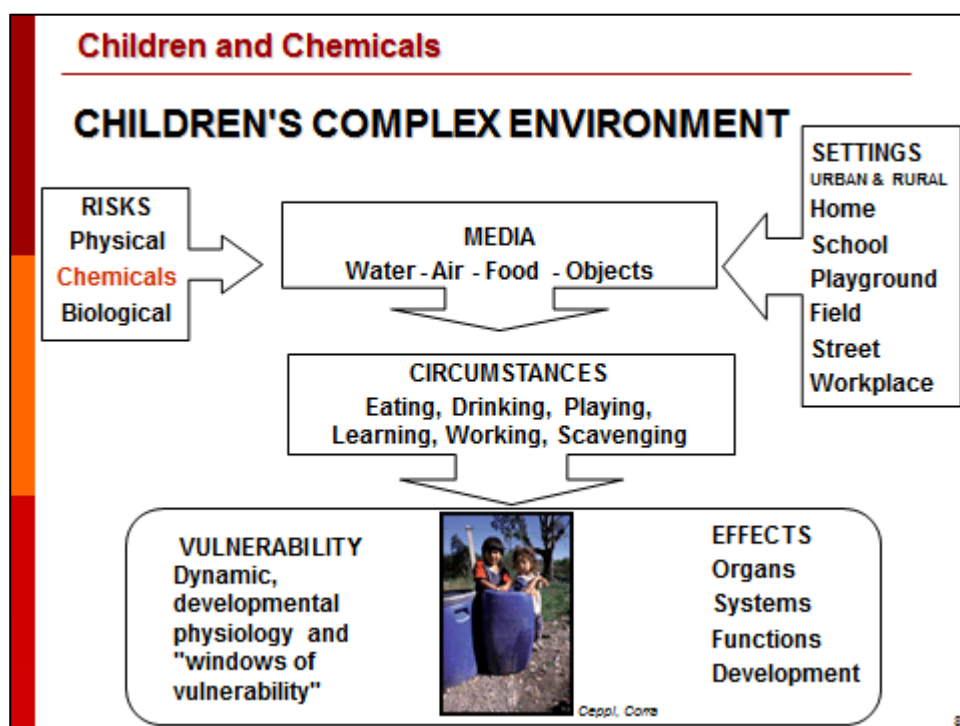 Children and Chemicals
CHILDREN'S COMPLEX ENVIRONMENT
RISKS
Physical
Chemicals
Biological
MEDIA
Water - Air - Food - Objects
SETTINGS
URBAN & RURAL
Home
School
Playground
Field
Street
Workplace
CIRCUMSTANCES
Eating, Drinking, Playing,
Learning, Working, Scavenging
VULNERABILITY
Dynamic,
developmental
physiology and
"windows of
vulnerability"
EFFECTS
Organs
Systems
Functions
Development
Ceppi, Corra